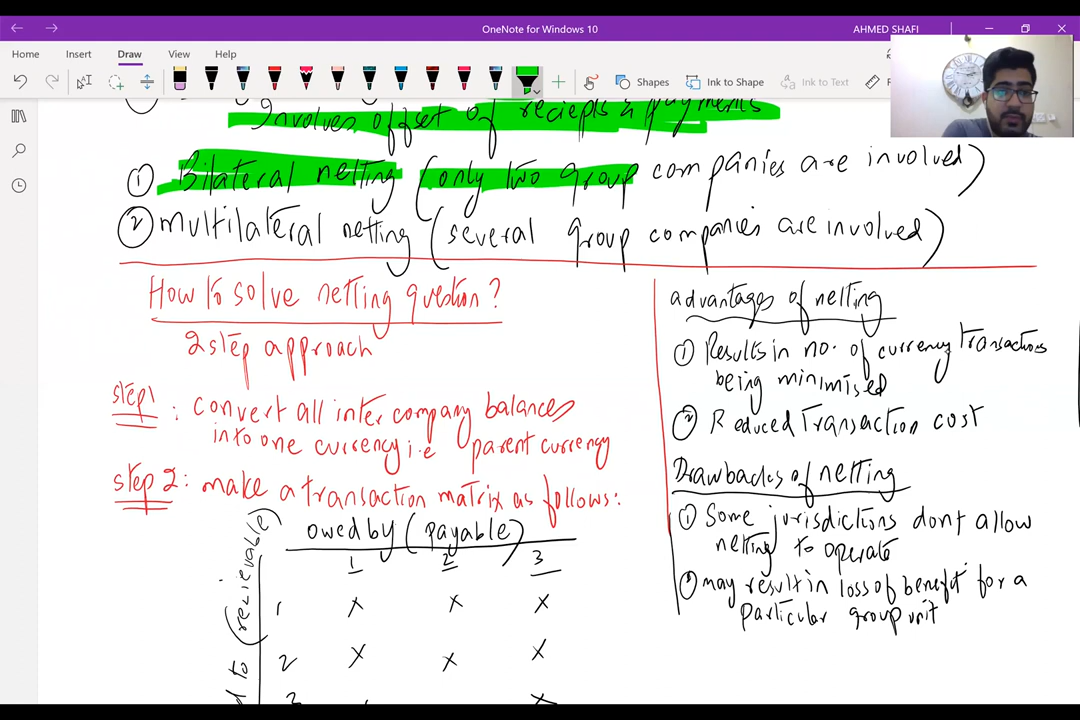 OneNote for Windows 10
AHMED SHAFI
Home
Insert
Draw
View
Help
Shapes
Ink to Shape
Ink to Text
Involves offset of reciepts & payments
① Bilateral netting (only two group companies are involved)
② multilateral netting (several group companies are involved)
How to solve netting question?
2 step approach
step 1 : convert all inter company balances
into one currency i.e parent currency
step 2 : make a transaction matrix as follows:
owed by (payable)
1 2 3
to (recievable)
1 x x x
2 x x x
x
advantages of netting
① Results in no. of currency transactions
being minimised
② Reduced Transaction cost
Drawbacks of netting
① Some jurisdictions dont allow
netting to operate
② may result in loss of benefit for a
particular group unit